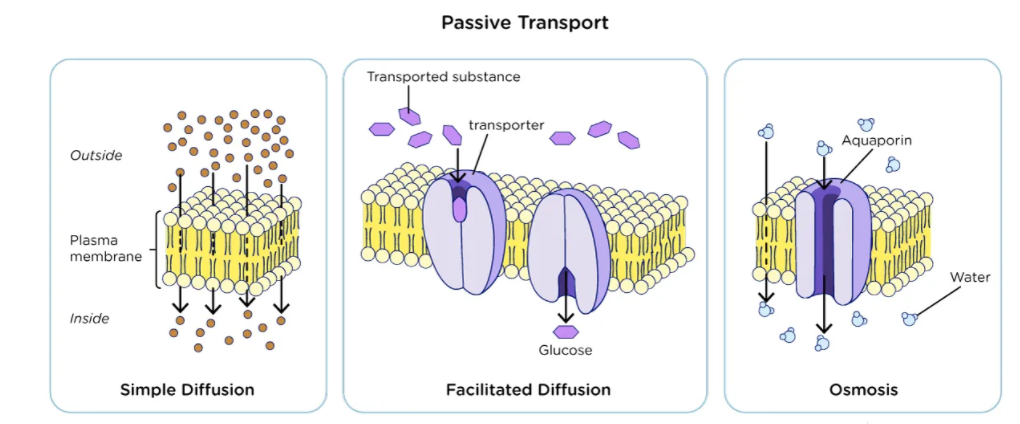 Passive Transport
Outside
Plasma
membrane
Inside
Simple Diffusion
Transported substance
transporter
Glucose
Facilitated Diffusion
Aquaporin
Water
Osmosis